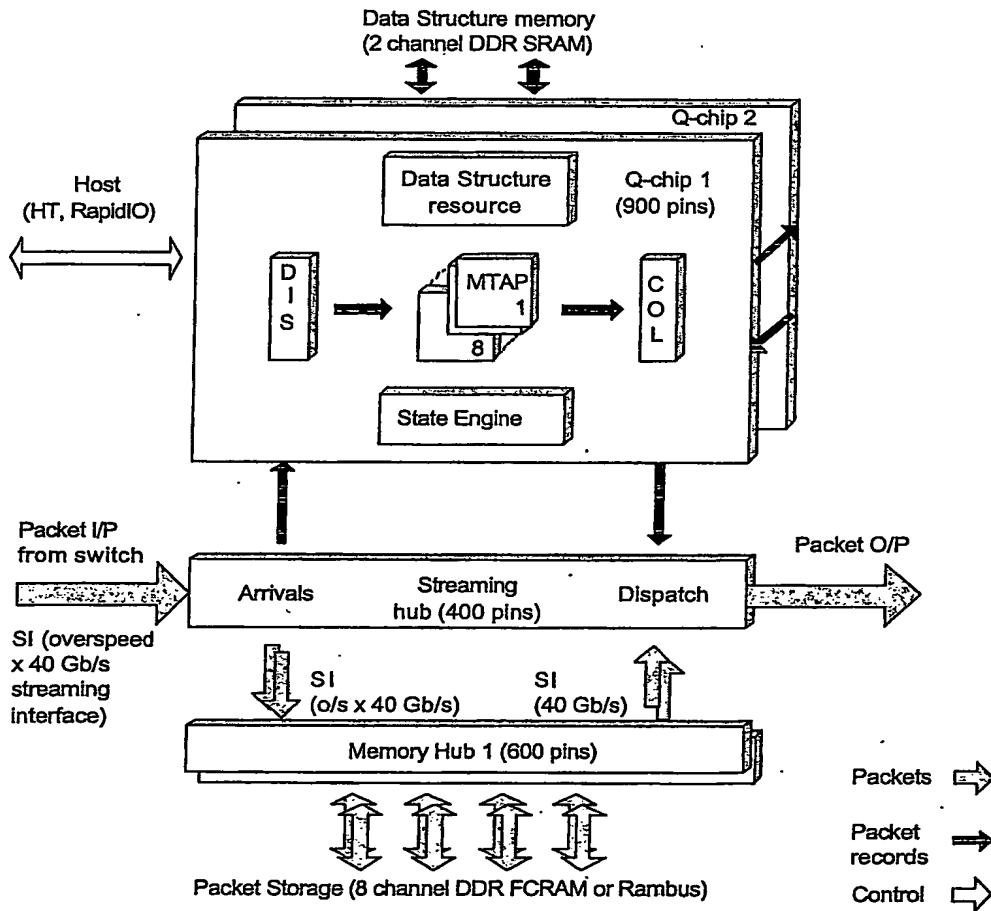 Data Structure memory
(2 channel DDR SRAM)
Q-chip 2
Host
(HT, RapidIO)
Data Structure
resource
Q-chip 1
(900 pins)
DIS
MTAP
1
8
COL
State Engine
Packet I/P
from switch
Arrivals
Streaming
hub (400 pins)
Dispatch
Packet O/P
SI (overspeed
x 40 Gb/s
streaming
interface)
SI
(o/s x 40 Gb/s)
SI
(40 Gb/s)
Memory Hub 1 (600 pins)
Packets
Packet
records
Control
Packet Storage (8 channel DDR FCRAM or Rambus)